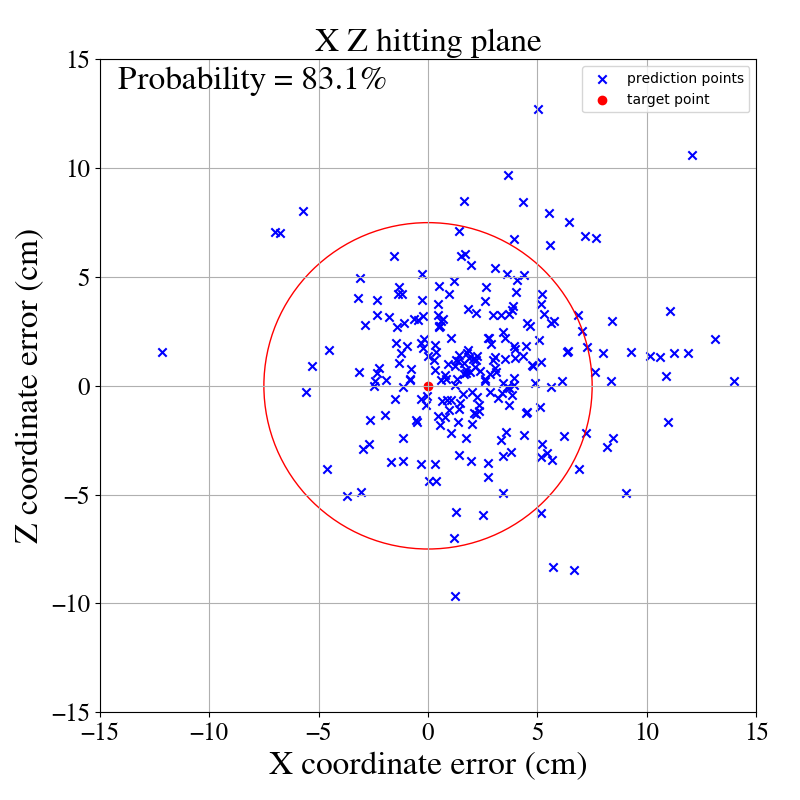 X Z hitting plane
Probability = 83.1%
prediction points
target point
Z coordinate error (cm)
15
10
5
0
−5
−10
−15
−15 −10 −5 0 5 10 15
X coordinate error (cm)